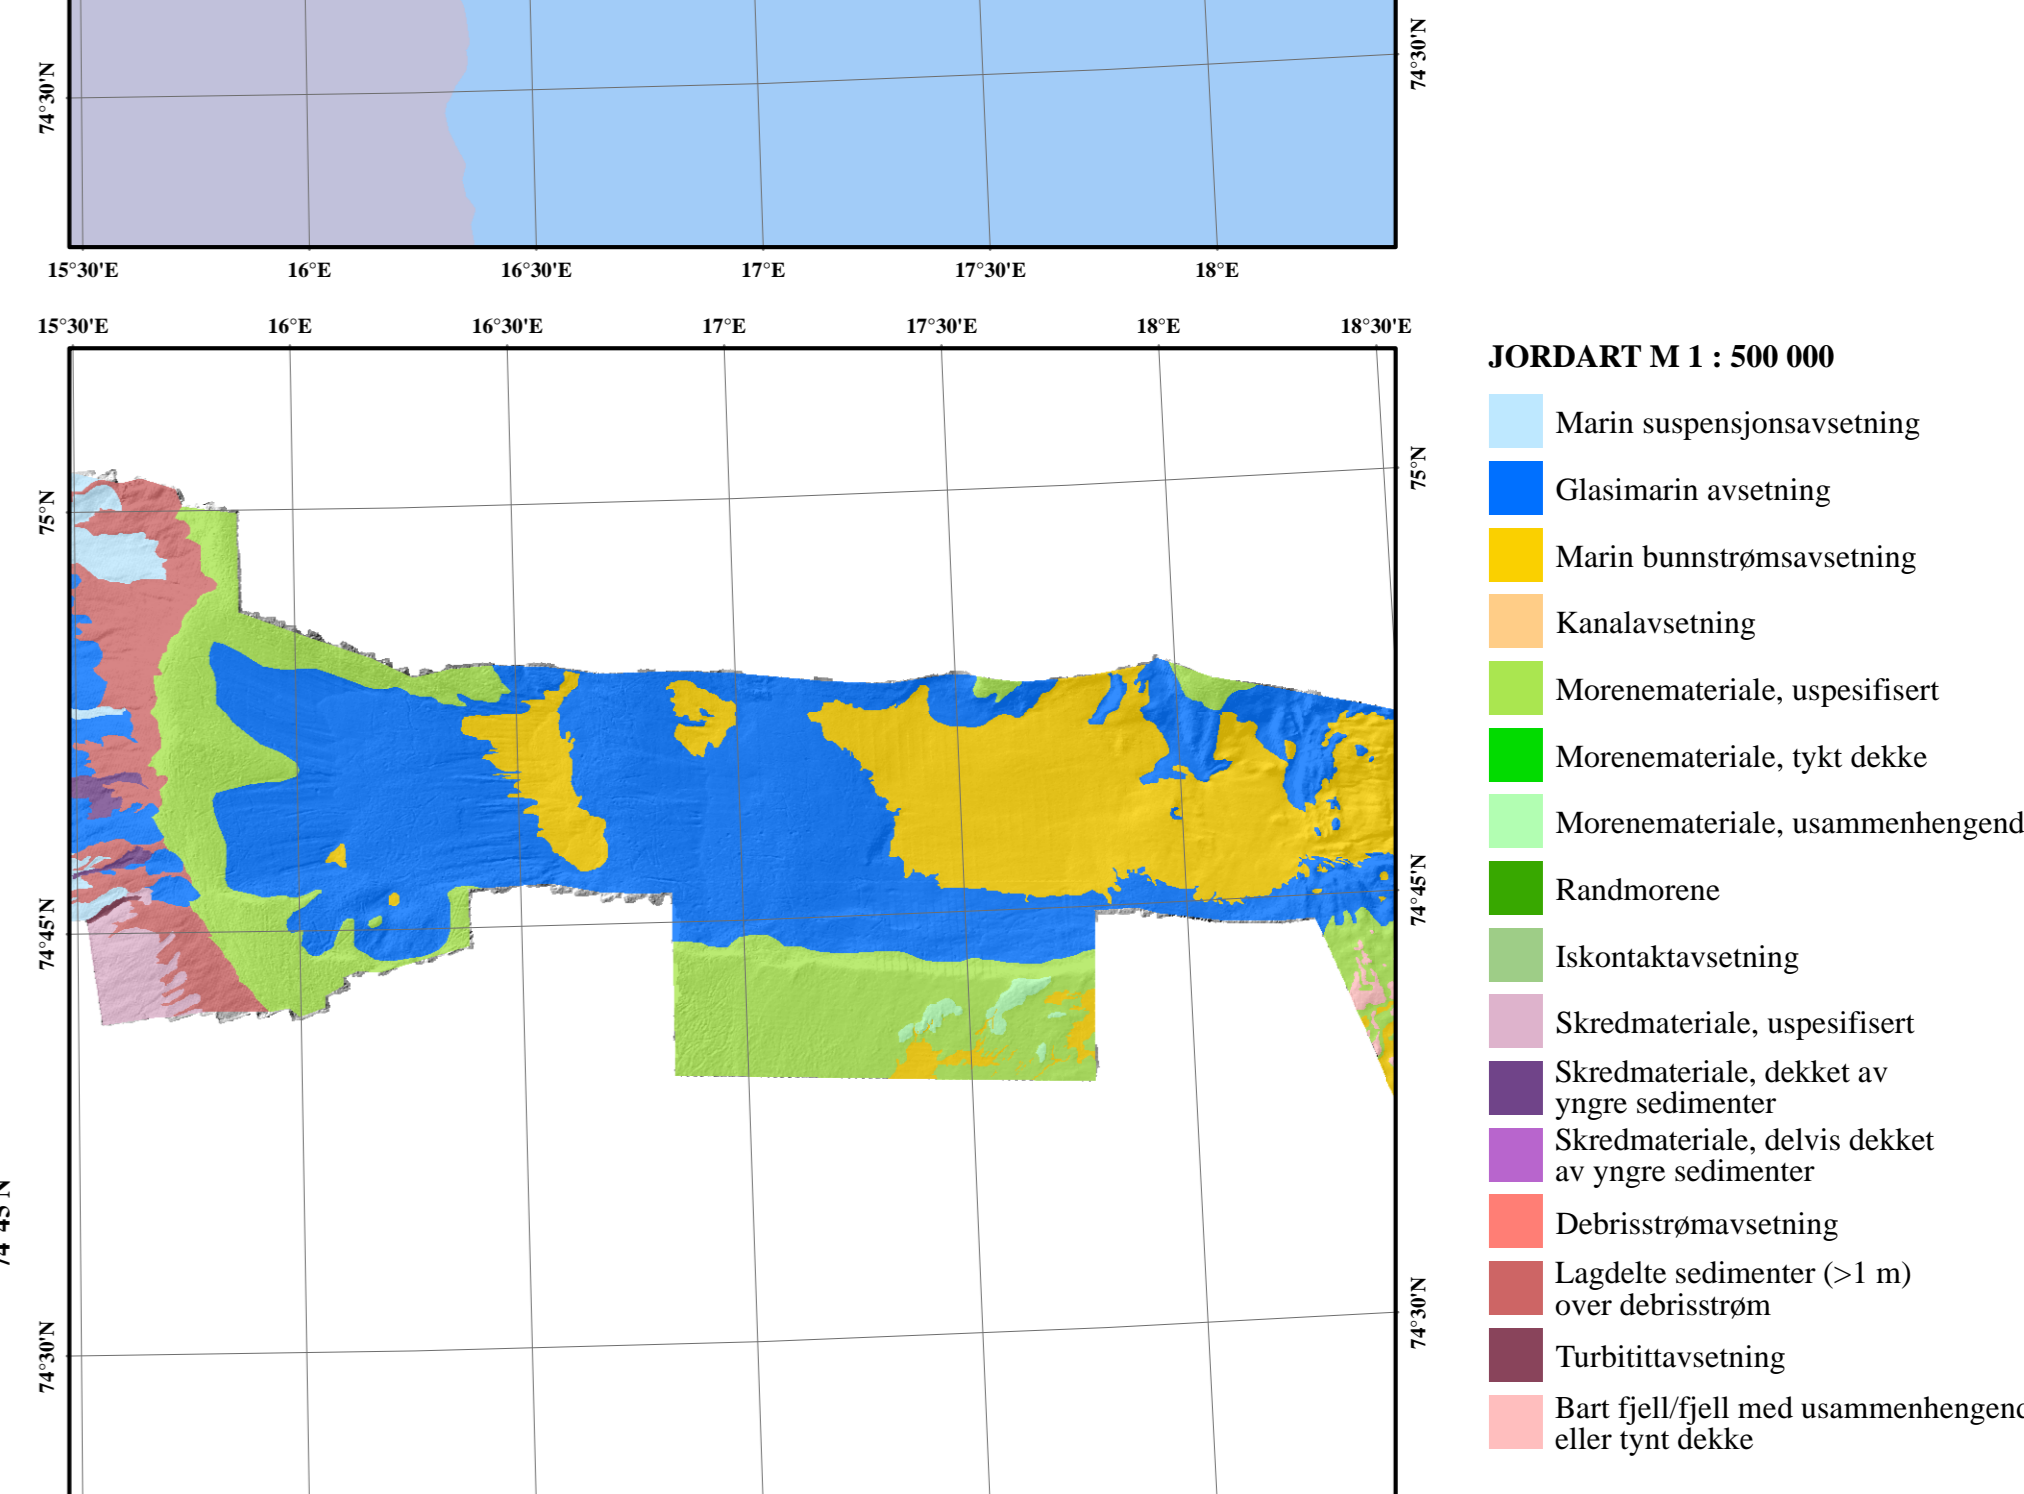 74°30'N
74°30'N
15°30'E 16°E 16°30'E 17°E 17°30'E 18°E
15°30'E 16°E 16°30'E 17°E 17°30'E 18°E 18°30'E
75°N
75°N
74°45'N
74°45'N
74°30'N
74°30'N
JORDART M 1 : 500 000
Marin suspensjonsavsetning
Glasimarin avsetning
Marin bunnstrømsavsetning
Kanalavsetning
Morenemateriale, uspesifisert
Morenemateriale, tykt dekke
Morenemateriale, usammenhengend
Randmorene
Iskontaktavsetning
Skredmateriale, uspesifisert
Skredmateriale, dekket av
yngre sedimenter
Skredmateriale, delvis dekket
av yngre sedimenter
Debrisstrømavsetning
Lagdelte sedimenter (>1 m)
over debrisstrøm
Turbitittavsetning
Bart fjell/fjell med usammenhengend
eller tynt dekke